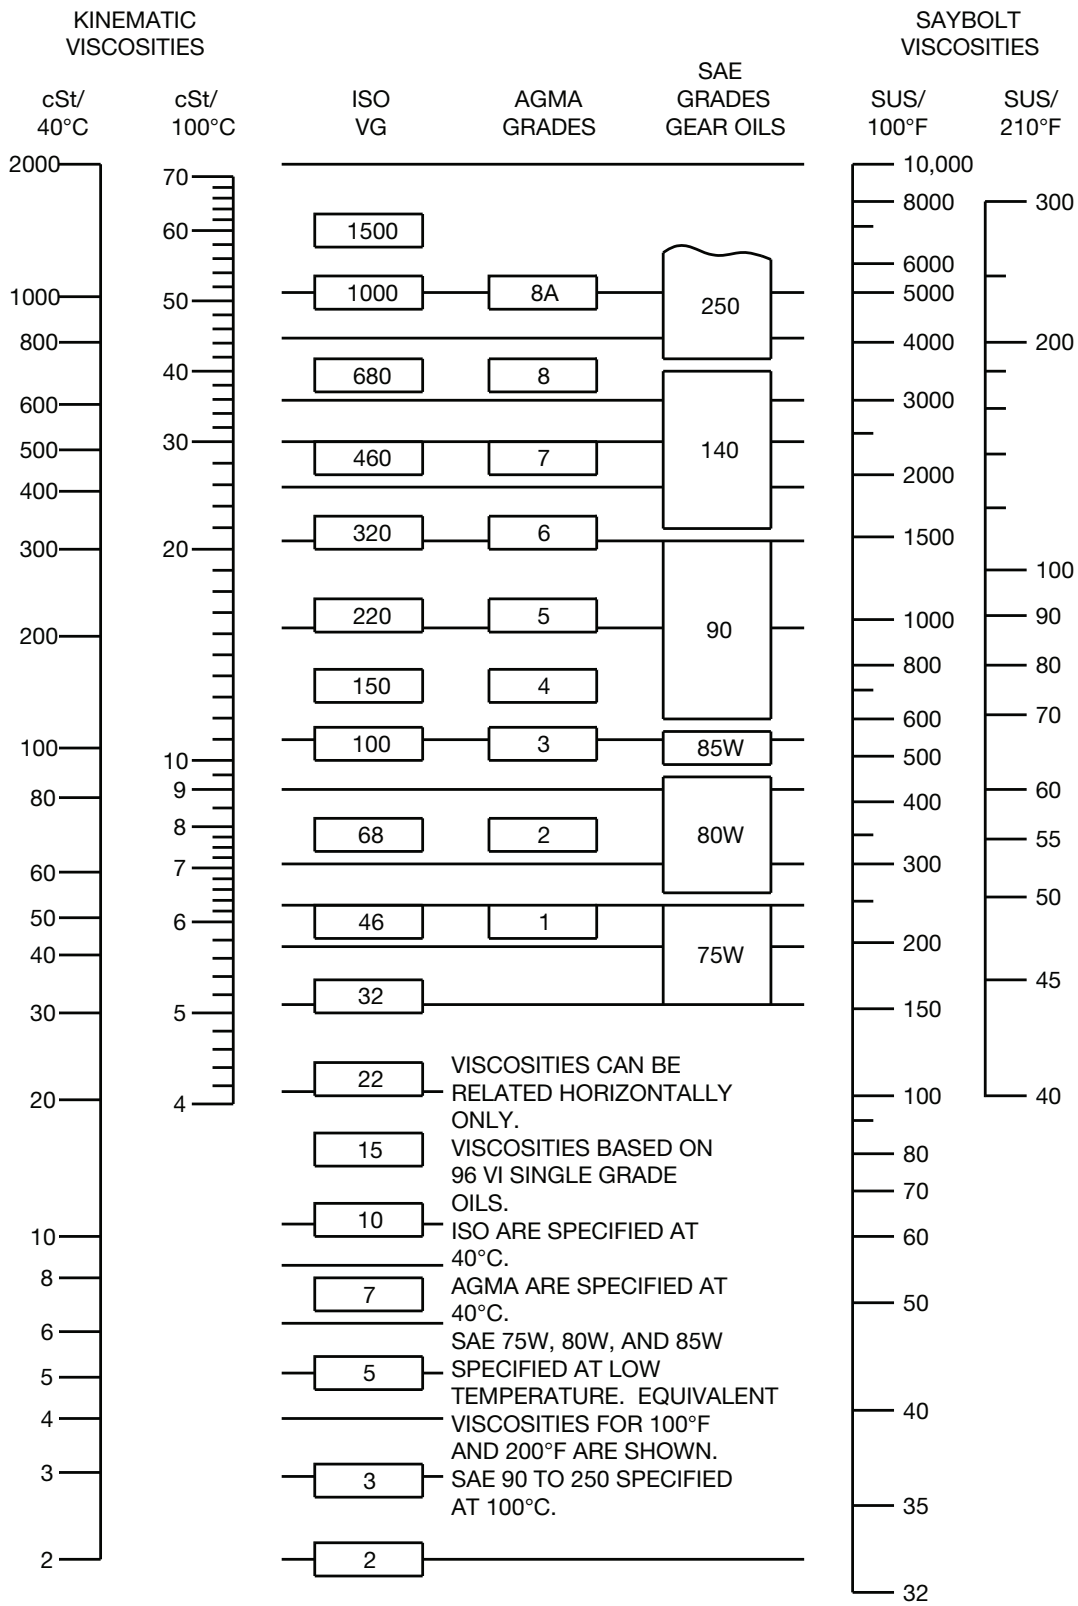 KINEMATIC
VISCOSITIES
SAYBOLT
VISCOSITIES
cSt/
40°C
cSt/
100°C
ISO
VG
AGMA
GRADES
SAE
GRADES
GEAR OILS
SUS/
100°F
SUS/
210°F
2000
1000
800
600
500
400
300
200
100
80
60
50
40
30
20
10
8
6
5
4
3
2
70
60
50
40
30
20
10
9
8
7
6
5
4
1500
1000
680
460
320
220
150
100
68
46
32
22
15
10
7
5
3
2
8A
8
7
6
5
4
3
2
1
250
140
90
85W
80W
75W
VISCOSITIES CAN BE
RELATED HORIZONTALLY
ONLY.
VISCOSITIES BASED ON
96 VI SINGLE GRADE
OILS.
ISO ARE SPECIFIED AT
40°C.
AGMA ARE SPECIFIED AT
40°C.
SAE 75W, 80W, AND 85W
SPECIFIED AT LOW
TEMPERATURE. EQUIVALENT
VISCOSITIES FOR 100°F
AND 200°F ARE SHOWN.
SAE 90 TO 250 SPECIFIED
AT 100°C.
10,000
8000
6000
5000
4000
3000
2000
1500
1000
800
600
500
400
300
200
150
100
80
70
60
50
40
35
32
300
200
100
90
80
70
60
55
50
45
40